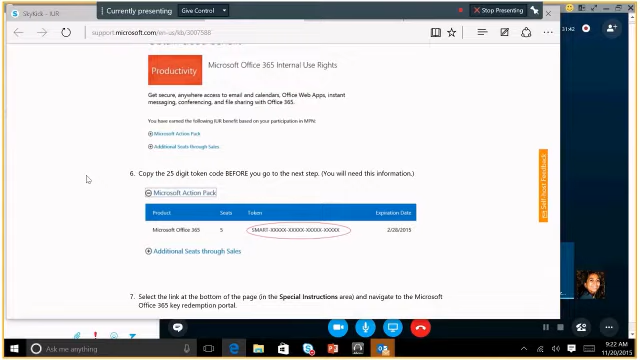 SkyKick - IUR
Currently presenting
Give Control
Stop Presenting
31:42
support.microsoft.com/en-us/kb/3097588
Productivity
Microsoft Office 365 Internal Use Rights
Get secure, anywhere access to email and calendars, Office Web Apps, instant
messaging, conferencing, and file sharing with Office 365.
You have earned the following IUR benefit based on your participation in MPN:
Microsoft Action Pack
Additional Seats through Sales
6. Copy the 25 digit token code BEFORE you go to the next step. (You will need this information.)
Microsoft Action Pack
Product Seats Token Expiration Date
Microsoft Office 365 5 SMART-XXXXX-XXXXX-XXXXX-XXXXX 2/28/2015
Additional Seats through Sales
7. Select the link at the bottom of the page (in the Special Instructions area) and navigate to the Microsoft
Office 365 key redemption portal.
Self-host Feedback
Ask me anything
9:22 AM
11/20/2015